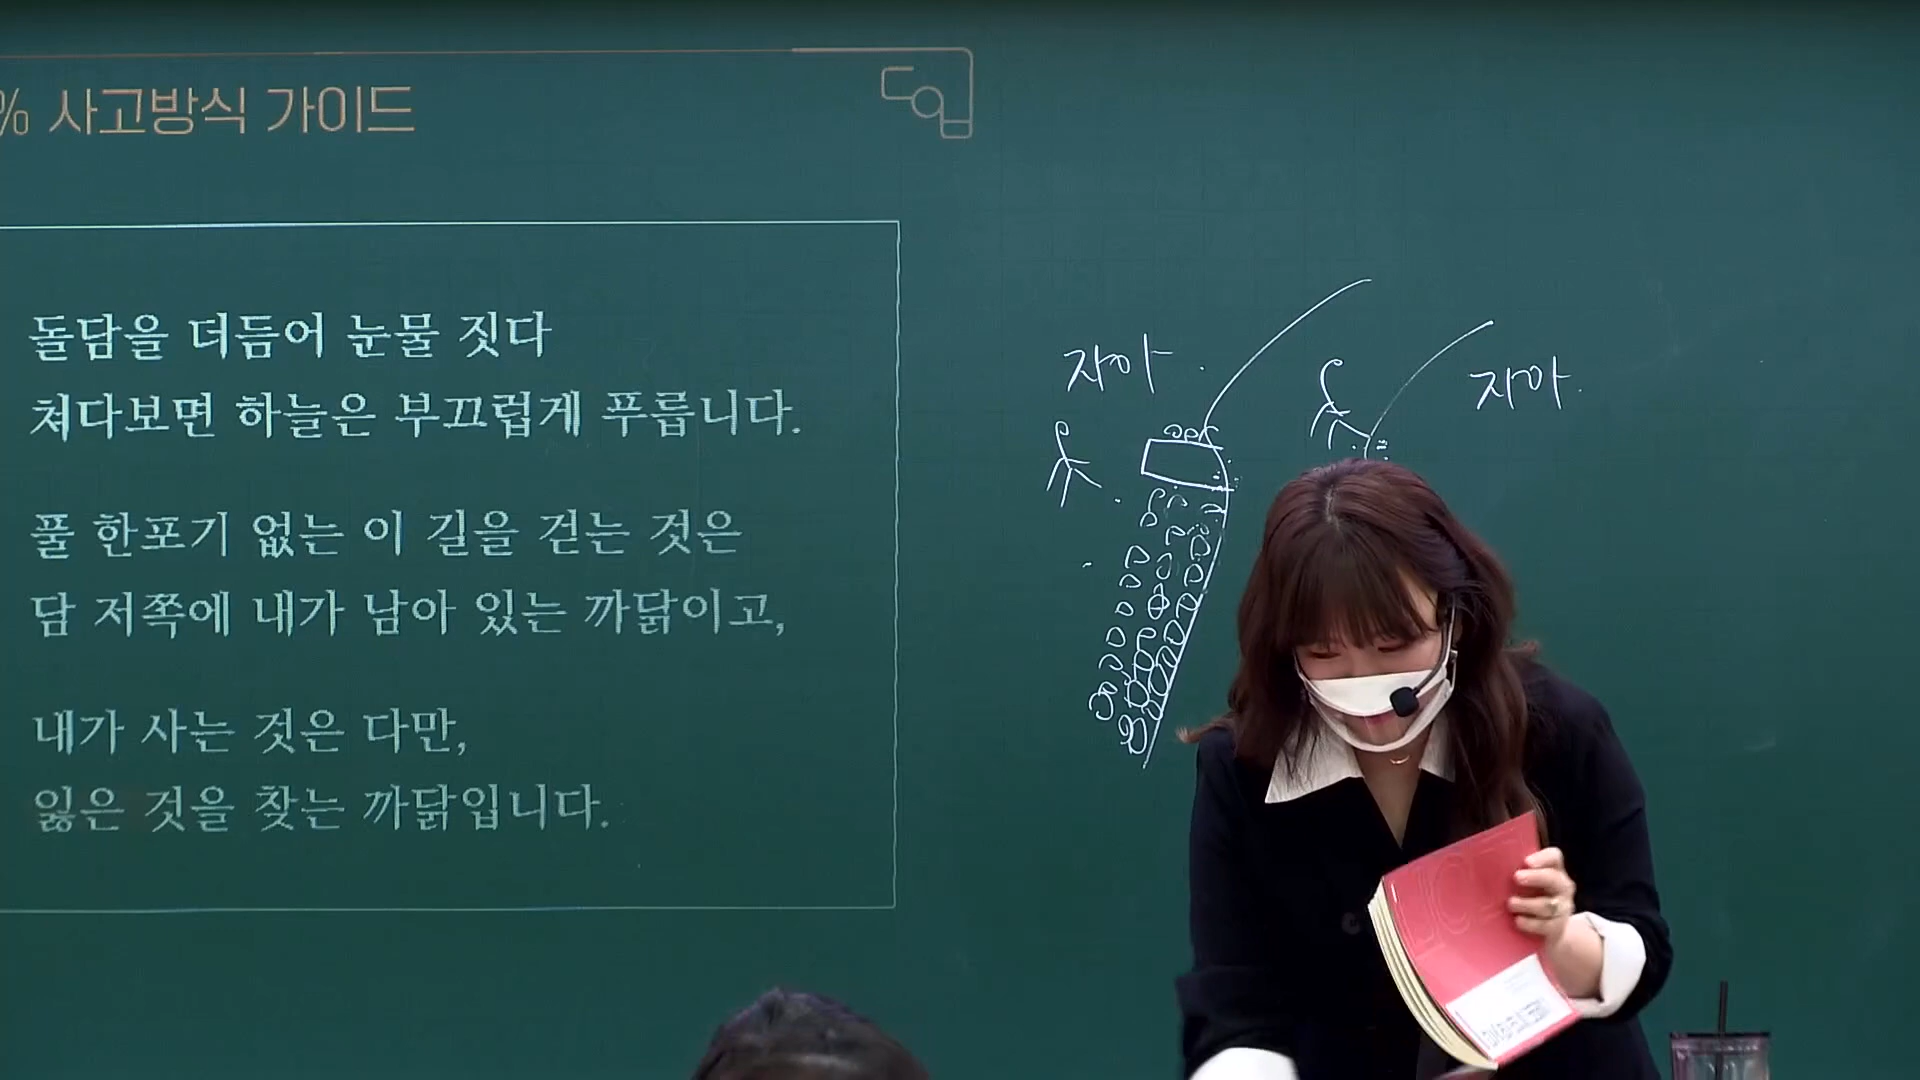 % 사고방식 가이드
돌담을 더듬어 눈물 짓다
쳐다보면 하늘은 부끄럽게 푸릅니다.
풀 한포기 없는 이 길을 걷는 것은
담 저쪽에 내가 남아 있는 까닭이고,
내가 사는 것은 다만,
잃은 것을 찾는 까닭입니다.
자아
자아